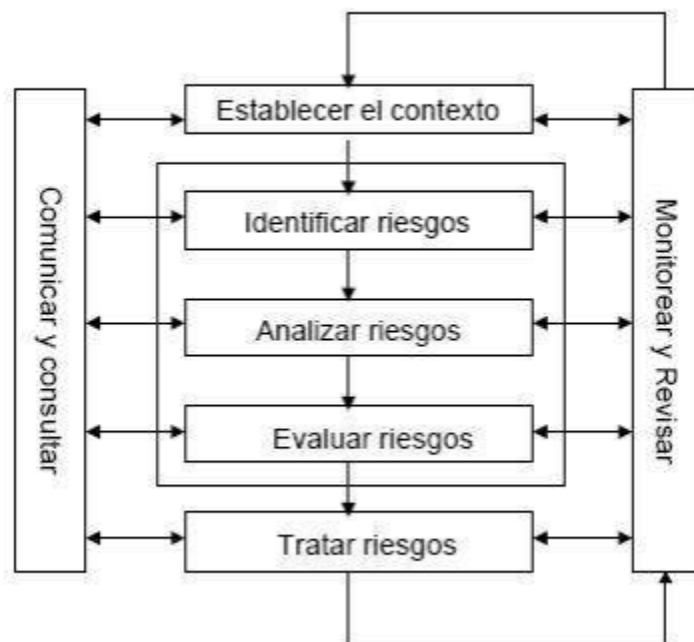 Establecer el contexto
Comunicar y consultar
Identificar riesgos
Analizar riesgos
Evaluar riesgos
Tratar riesgos
Monitorear y Revisar